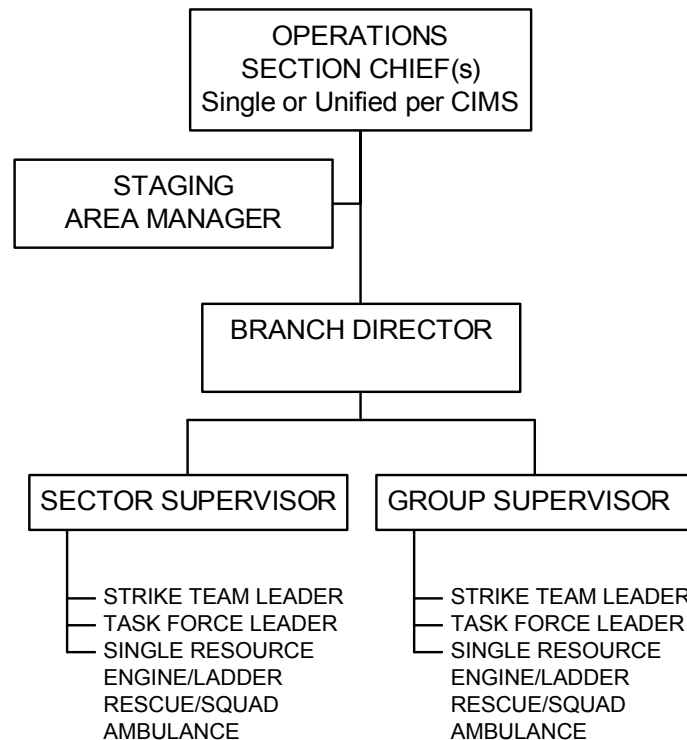 OPERATIONS
SECTION CHIEF(s)
Single or Unified per CIMS
STAGING
AREA MANAGER
BRANCH DIRECTOR
SECTOR SUPERVISOR
STRIKE TEAM LEADER
TASK FORCE LEADER
SINGLE RESOURCE
ENGINE/LADDER
RESCUE/SQUAD
AMBULANCE
GROUP SUPERVISOR
STRIKE TEAM LEADER
TASK FORCE LEADER
SINGLE RESOURCE
ENGINE/LADDER
RESCUE/SQUAD
AMBULANCE